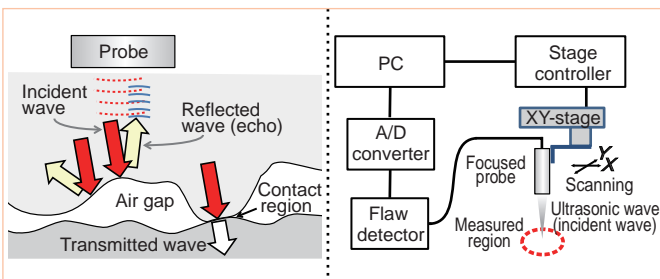 Probe
Incident
wave
Reflected
wave (echo)
Air gap
Contact
region
Transmitted wave
PC
Stage
controller
XY-stage
A/D
converter
Focused
probe
Y
X
Scanning
Flaw
detector
Ultrasonic wave
(incident wave)
Measured
region